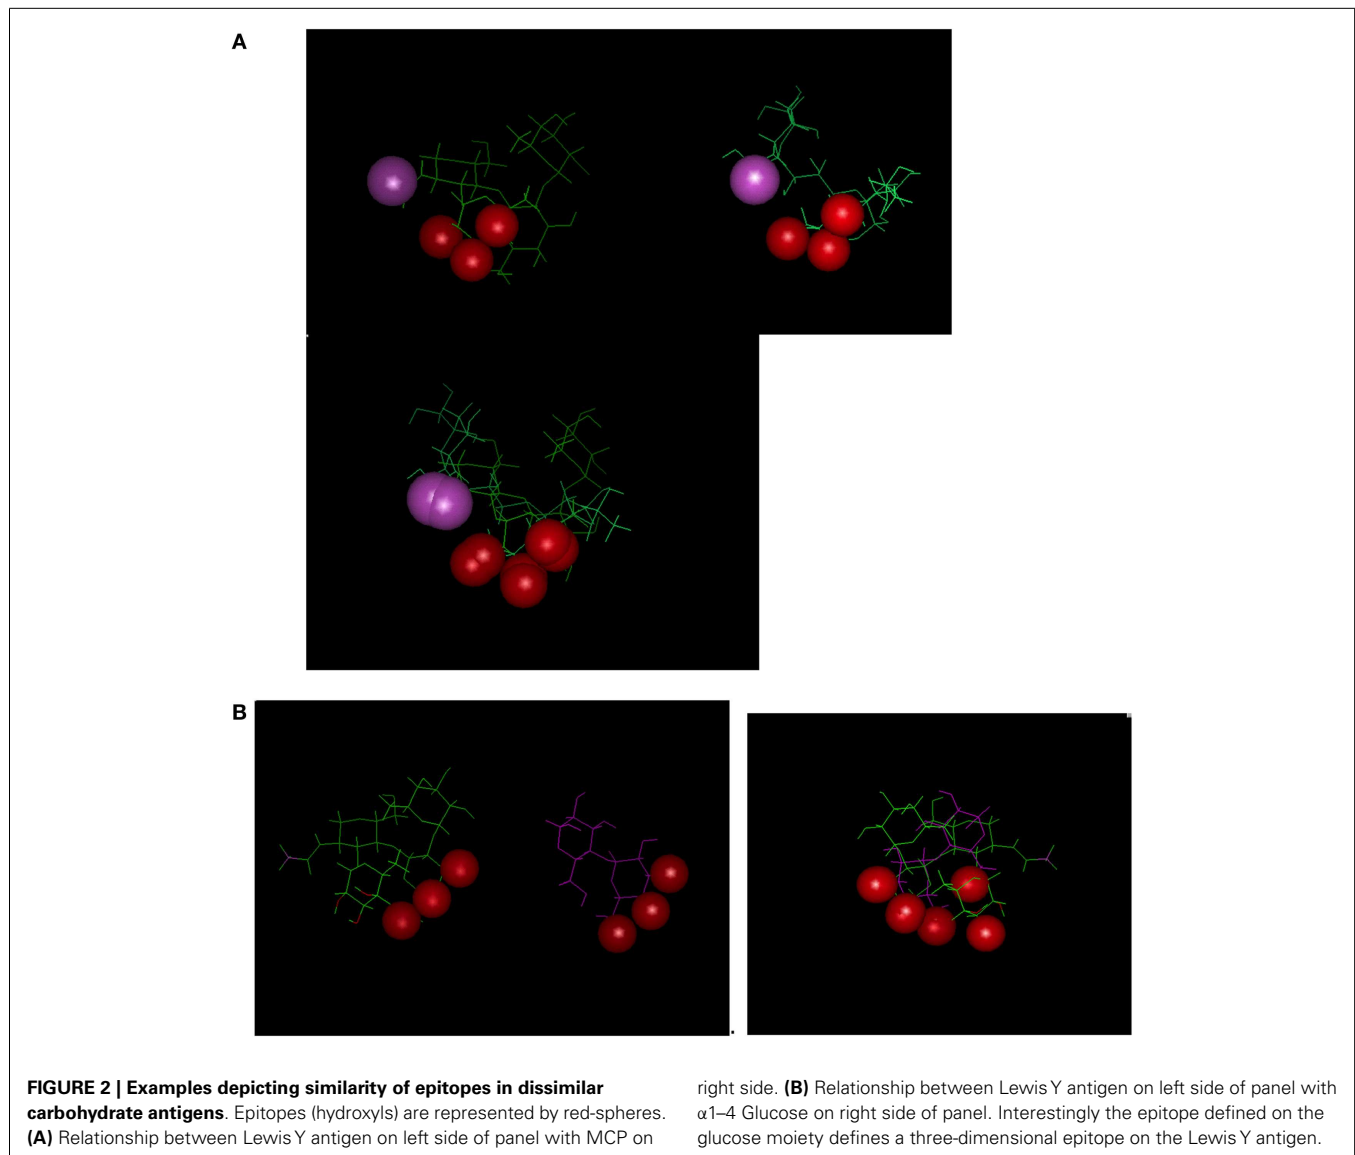 A
B
.
FIGURE 2 | Examples depicting similarity of epitopes in dissimilar
carbohydrate antigens. Epitopes (hydroxyls) are represented by red-spheres.
(A) Relationship between Lewis Y antigen on left side of panel with MCP on
right side. (B) Relationship between Lewis Y antigen on left side of panel with
α1–4 Glucose on right side of panel. Interestingly the epitope defined on the
glucose moiety defines a three-dimensional epitope on the Lewis Y antigen.